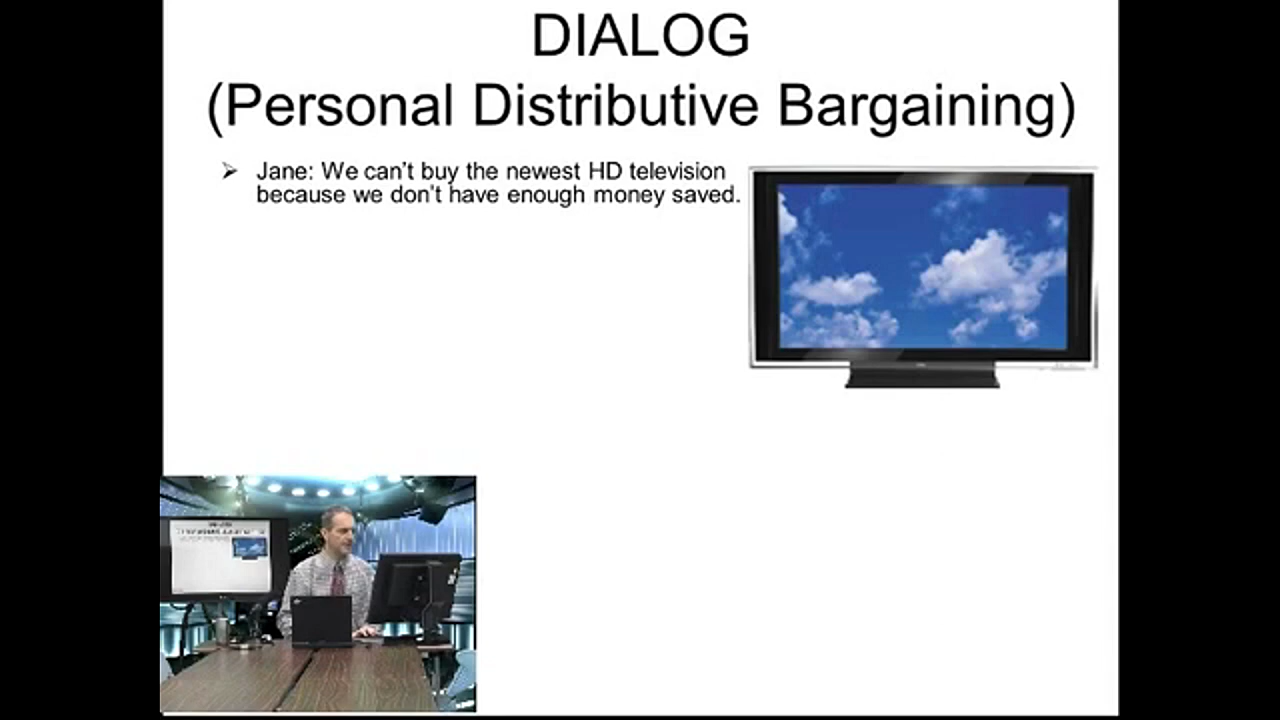 DIALOG
(Personal Distributive Bargaining)
➢ Jane: We can't buy the newest HD television
because we don't have enough money saved.